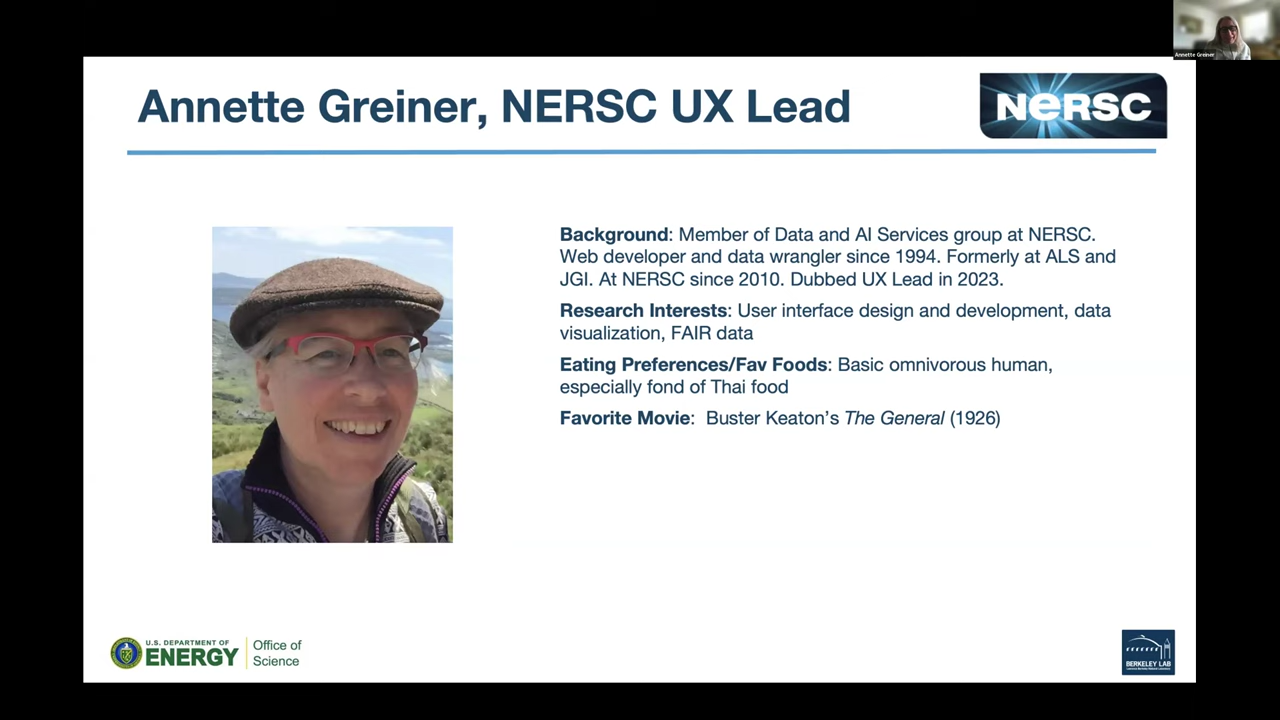 Annette Greiner
Annette Greiner, NERSC UX Lead
NERSC
Background: Member of Data and AI Services group at NERSC.
Web developer and data wrangler since 1994. Formerly at ALS and
JGI. At NERSC since 2010. Dubbed UX Lead in 2023.
Research Interests: User interface design and development, data
visualization, FAIR data
Eating Preferences/Fav Foods: Basic omnivorous human,
especially fond of Thai food
Favorite Movie: Buster Keaton's The General (1926)
U.S. DEPARTMENT OF
ENERGY
Office of
Science
BERKELEY LAB